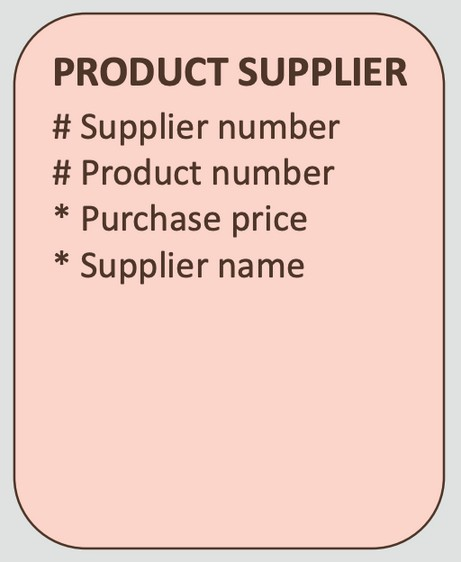 PRODUCT SUPPLIER
# Supplier number
# Product number
* Purchase price
* Supplier name